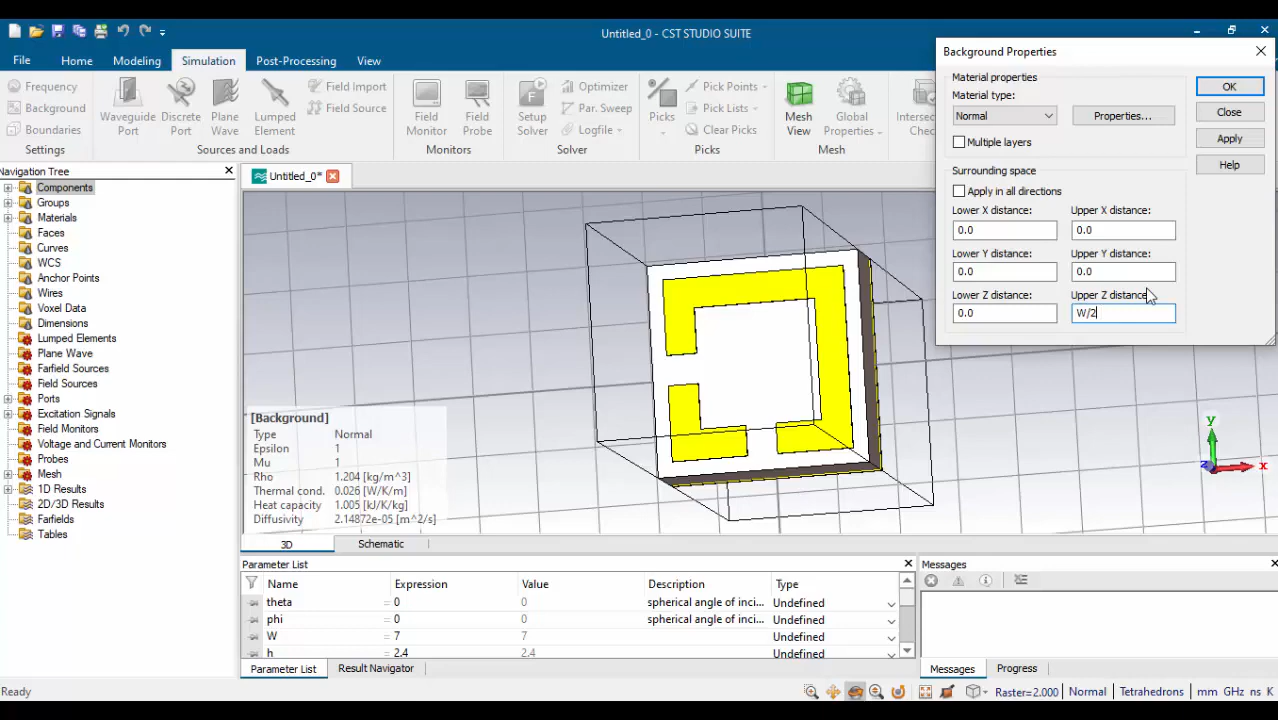 Untitled_0 - CST STUDIO SUITE
File
Home
Modeling
Simulation
Post-Processing
View
Frequency
Background
Boundaries
Settings
Waveguide
Port
Discrete
Port
Plane
Wave
Lumped
Element
Field Import
Field Source
Sources and Loads
Field
Monitor
Field
Probe
Monitors
Setup
Solver
Optimizer
Par. Sweep
Logfile
Solver
Picks
Pick Points
Pick Lists
Clear Picks
Picks
Mesh
View
Global
Properties
Mesh
Intersec
Chec
Background Properties
Material properties
Material type:
Normal
Properties...
Multiple layers
Surrounding space
Apply in all directions
Lower X distance:
Upper X distance:
0.0
0.0
Lower Y distance:
Upper Y distance:
0.0
0.0
Lower Z distance:
Upper Z distance
0.0
W/2
OK
Close
Apply
Help
Navigation Tree
Components
Groups
Materials
Faces
Curves
WCS
Anchor Points
Wires
Voxel Data
Dimensions
Lumped Elements
Plane Wave
Farfield Sources
Field Sources
Ports
Excitation Signals
Field Monitors
Voltage and Current Monitors
Probes
Mesh
1D Results
2D/3D Results
Farfields
Tables
Untitled_0*
[Background]
Type Normal
Epsilon 1
Mu 1
Rho 1.204 [kg/m^3]
Thermal cond. 0.026 [W/K/m]
Heat capacity 1.005 [kJ/K/kg]
Diffusivity 2.14872e-05 [m^2/s]
y
x
z
3D
Schematic
Parameter List
Name Expression Value Description Type
theta = 0 0 spherical angle of inci... Undefined
phi = 0 0 spherical angle of inci... Undefined
W = 7 7 Undefined
h = 2.4 2.4 Undefined
Parameter List
Result Navigator
Messages
Messages
Progress
Ready
Raster=2.000 Normal Tetrahedrons mm GHz ns K